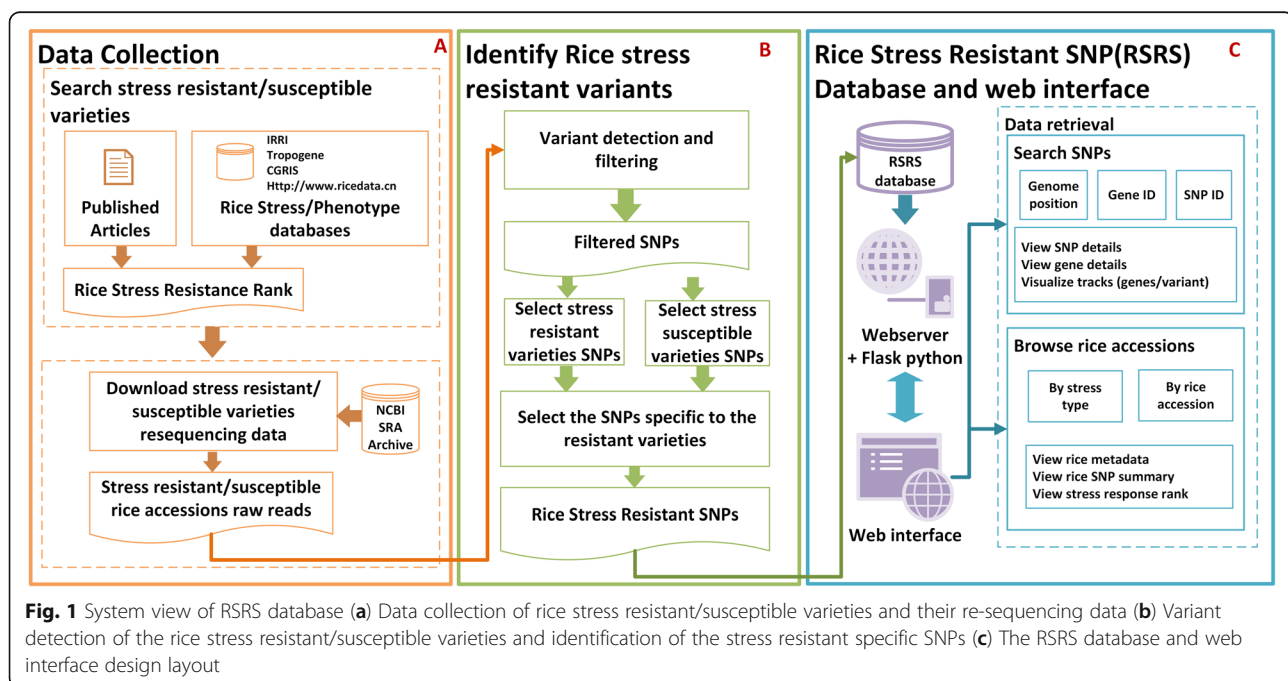 Data Collection
A
Search stress resistant/susceptible
varieties
Published
Articles
IRRI
Tropogene
CGRIS
Http://www.ricedata.cn
Rice Stress/Phenotype
databases
Rice Stress Resistance Rank
Download stress resistant/
susceptible varieties
resequencing data
NCBI
SRA
Archive
Stress resistant/susceptible
rice accessions raw reads
Identify Rice stress
resistant variants
B
Variant detection and
filtering
Filtered SNPs
Select stress
resistant
varieties SNPs
Select stress
susceptible
varieties SNPs
Select the SNPs specific to the
resistant varieties
Rice Stress Resistant SNPs
Rice Stress Resistant SNP(RSRS)
Database and web interface
C
RSRS
database
Webserver
+ Flask python
Web interface
Data retrieval
Search SNPs
Genome
position
Gene ID
SNP ID
View SNP details
View gene details
Visualize tracks (genes/variant)
Browse rice accessions
By stress
type
By rice
accession
View rice metadata
View rice SNP summary
View stress response rank
Fig. 1 System view of RSRS database (a) Data collection of rice stress resistant/susceptible varieties and their re-sequencing data (b) Variant
detection of the rice stress resistant/susceptible varieties and identification of the stress resistant specific SNPs (c) The RSRS database and web
interface design layout